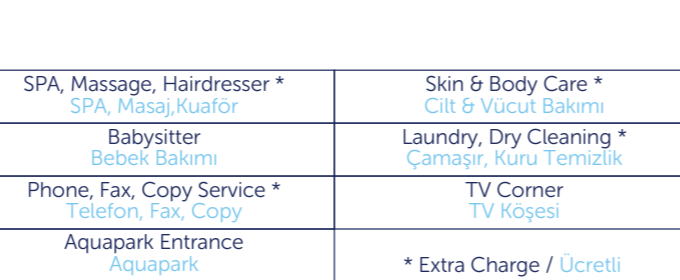 SPA, Massage, Hairdresser *
SPA, Masaj,Kuaför
Skin & Body Care *
Cilt & Vücut Bakımı
Babysitter
Bebek Bakımı
Laundry, Dry Cleaning *
Çamaşır, Kuru Temizlik
Phone, Fax, Copy Service *
Telefon, Fax, Copy
TV Corner
TV Köşesi
Aquapark Entrance
Aquapark
* Extra Charge / Ücretli